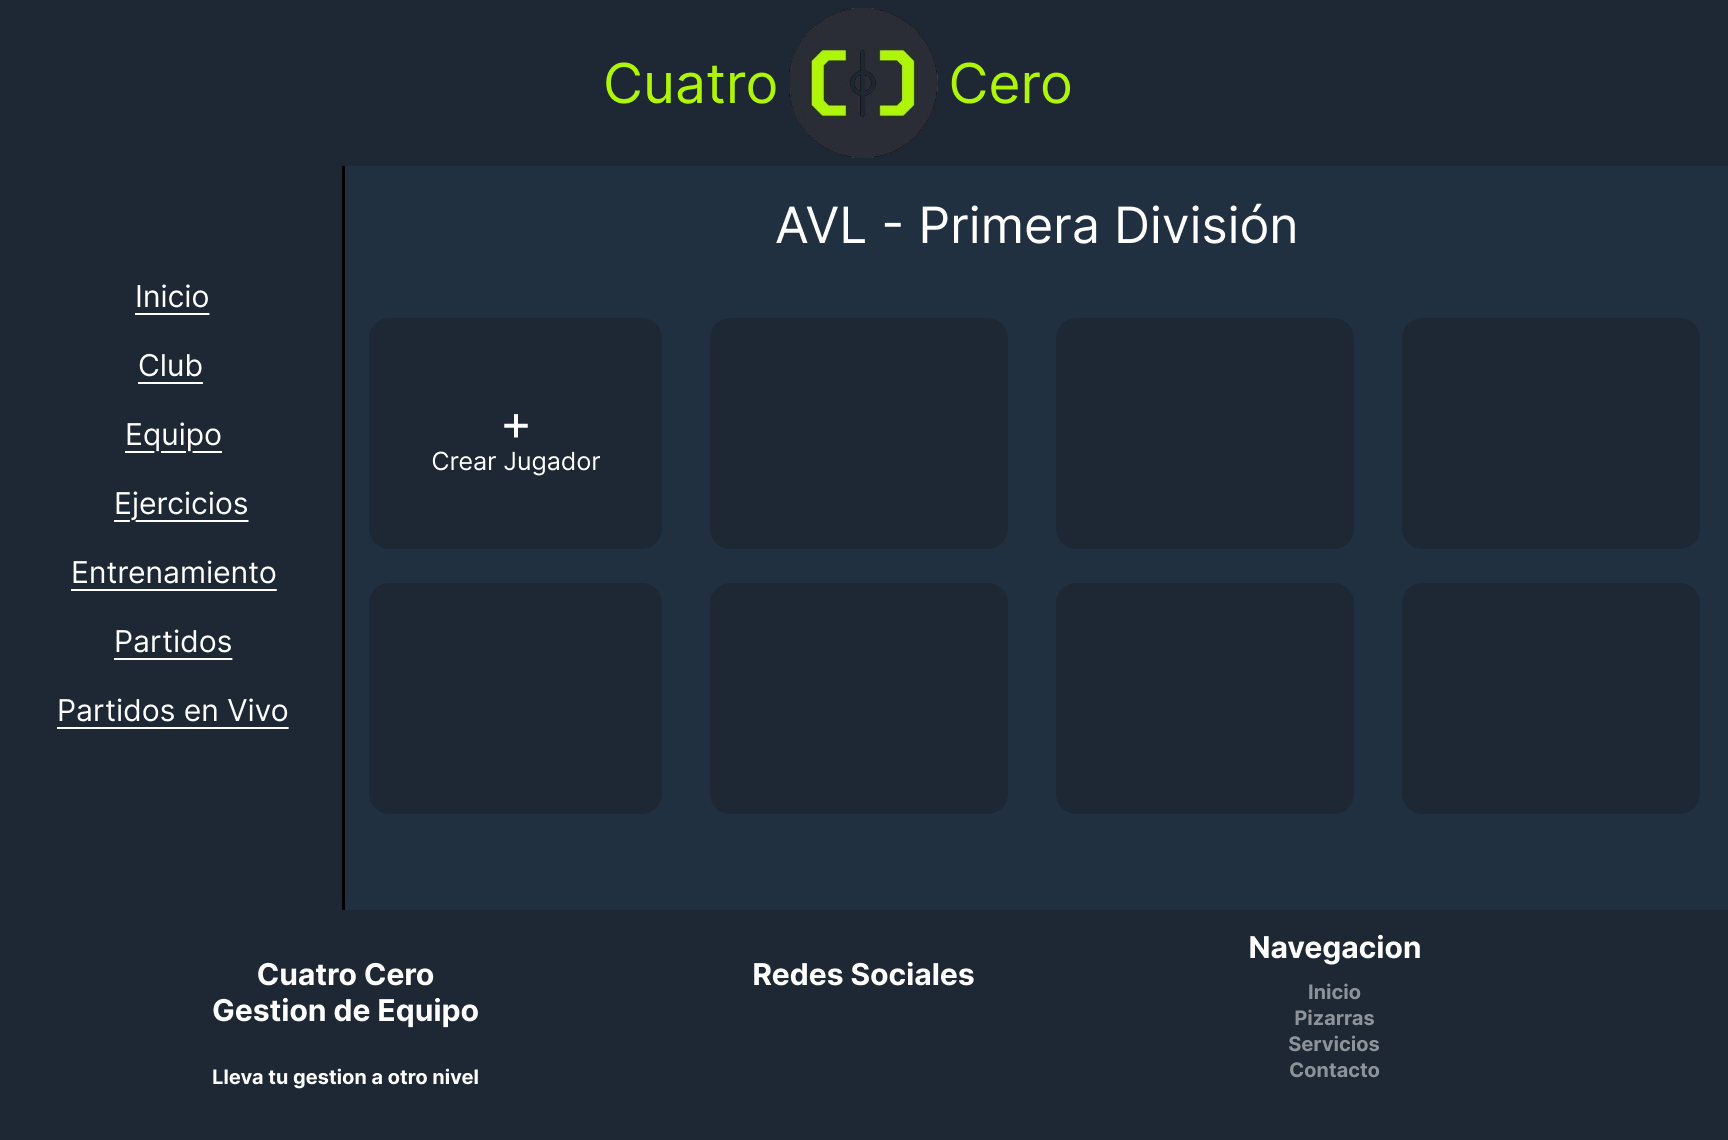 Cuatro Cero
AVL - Primera División
Inicio
Club
Equipo
Ejercicios
Entrenamiento
Partidos
Partidos en Vivo
+
Crear Jugador
Cuatro Cero
Gestion de Equipo
Lleva tu gestion a otro nivel
Redes Sociales
Navegacion
Inicio
Pizarras
Servicios
Contacto